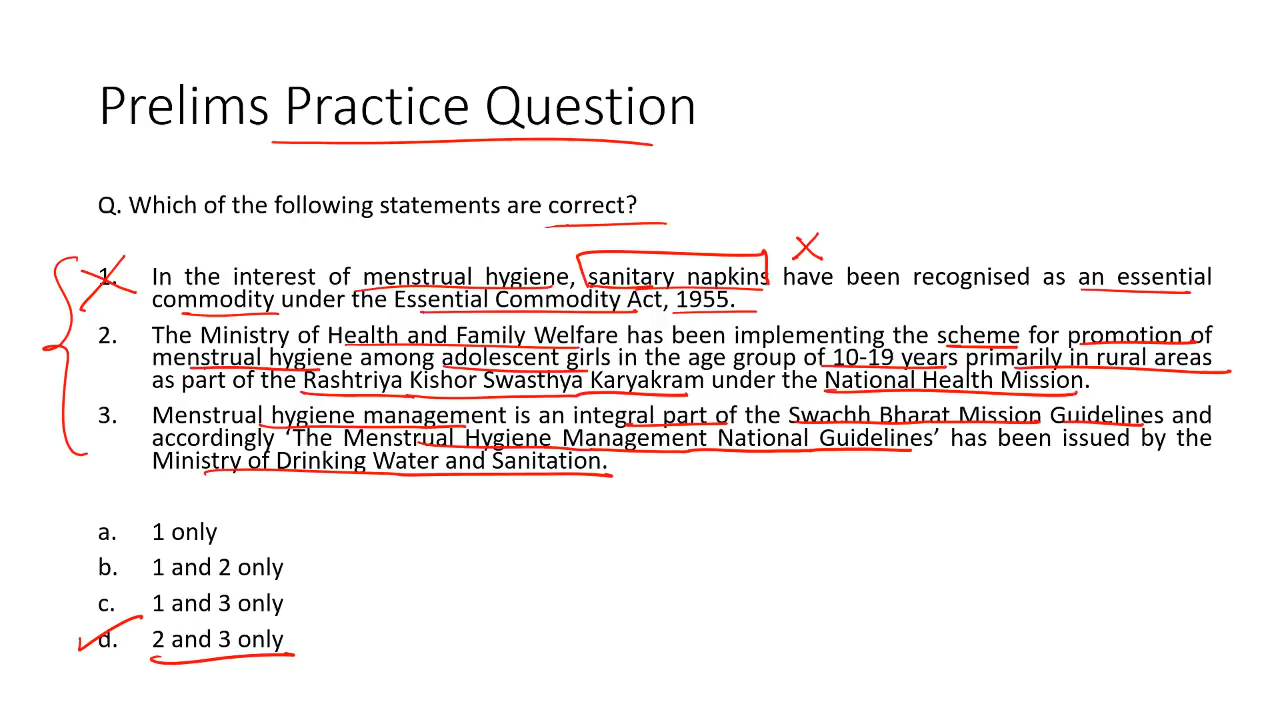 Prelims Practice Question
Q. Which of the following statements are correct?
1. In the interest of menstrual hygiene, sanitary napkins have been recognised as an essential
commodity under the Essential Commodity Act, 1955.
2. The Ministry of Health and Family Welfare has been implementing the scheme for promotion of
menstrual hygiene among adolescent girls in the age group of 10-19 years primarily in rural areas
as part of the Rashtriya Kishor Swasthya Karyakram under the National Health Mission.
3. Menstrual hygiene management is an integral part of the Swachh Bharat Mission Guidelines and
accordingly ‘The Menstrual Hygiene Management National Guidelines’ has been issued by the
Ministry of Drinking Water and Sanitation.
a. 1 only
b. 1 and 2 only
c. 1 and 3 only
d. 2 and 3 only